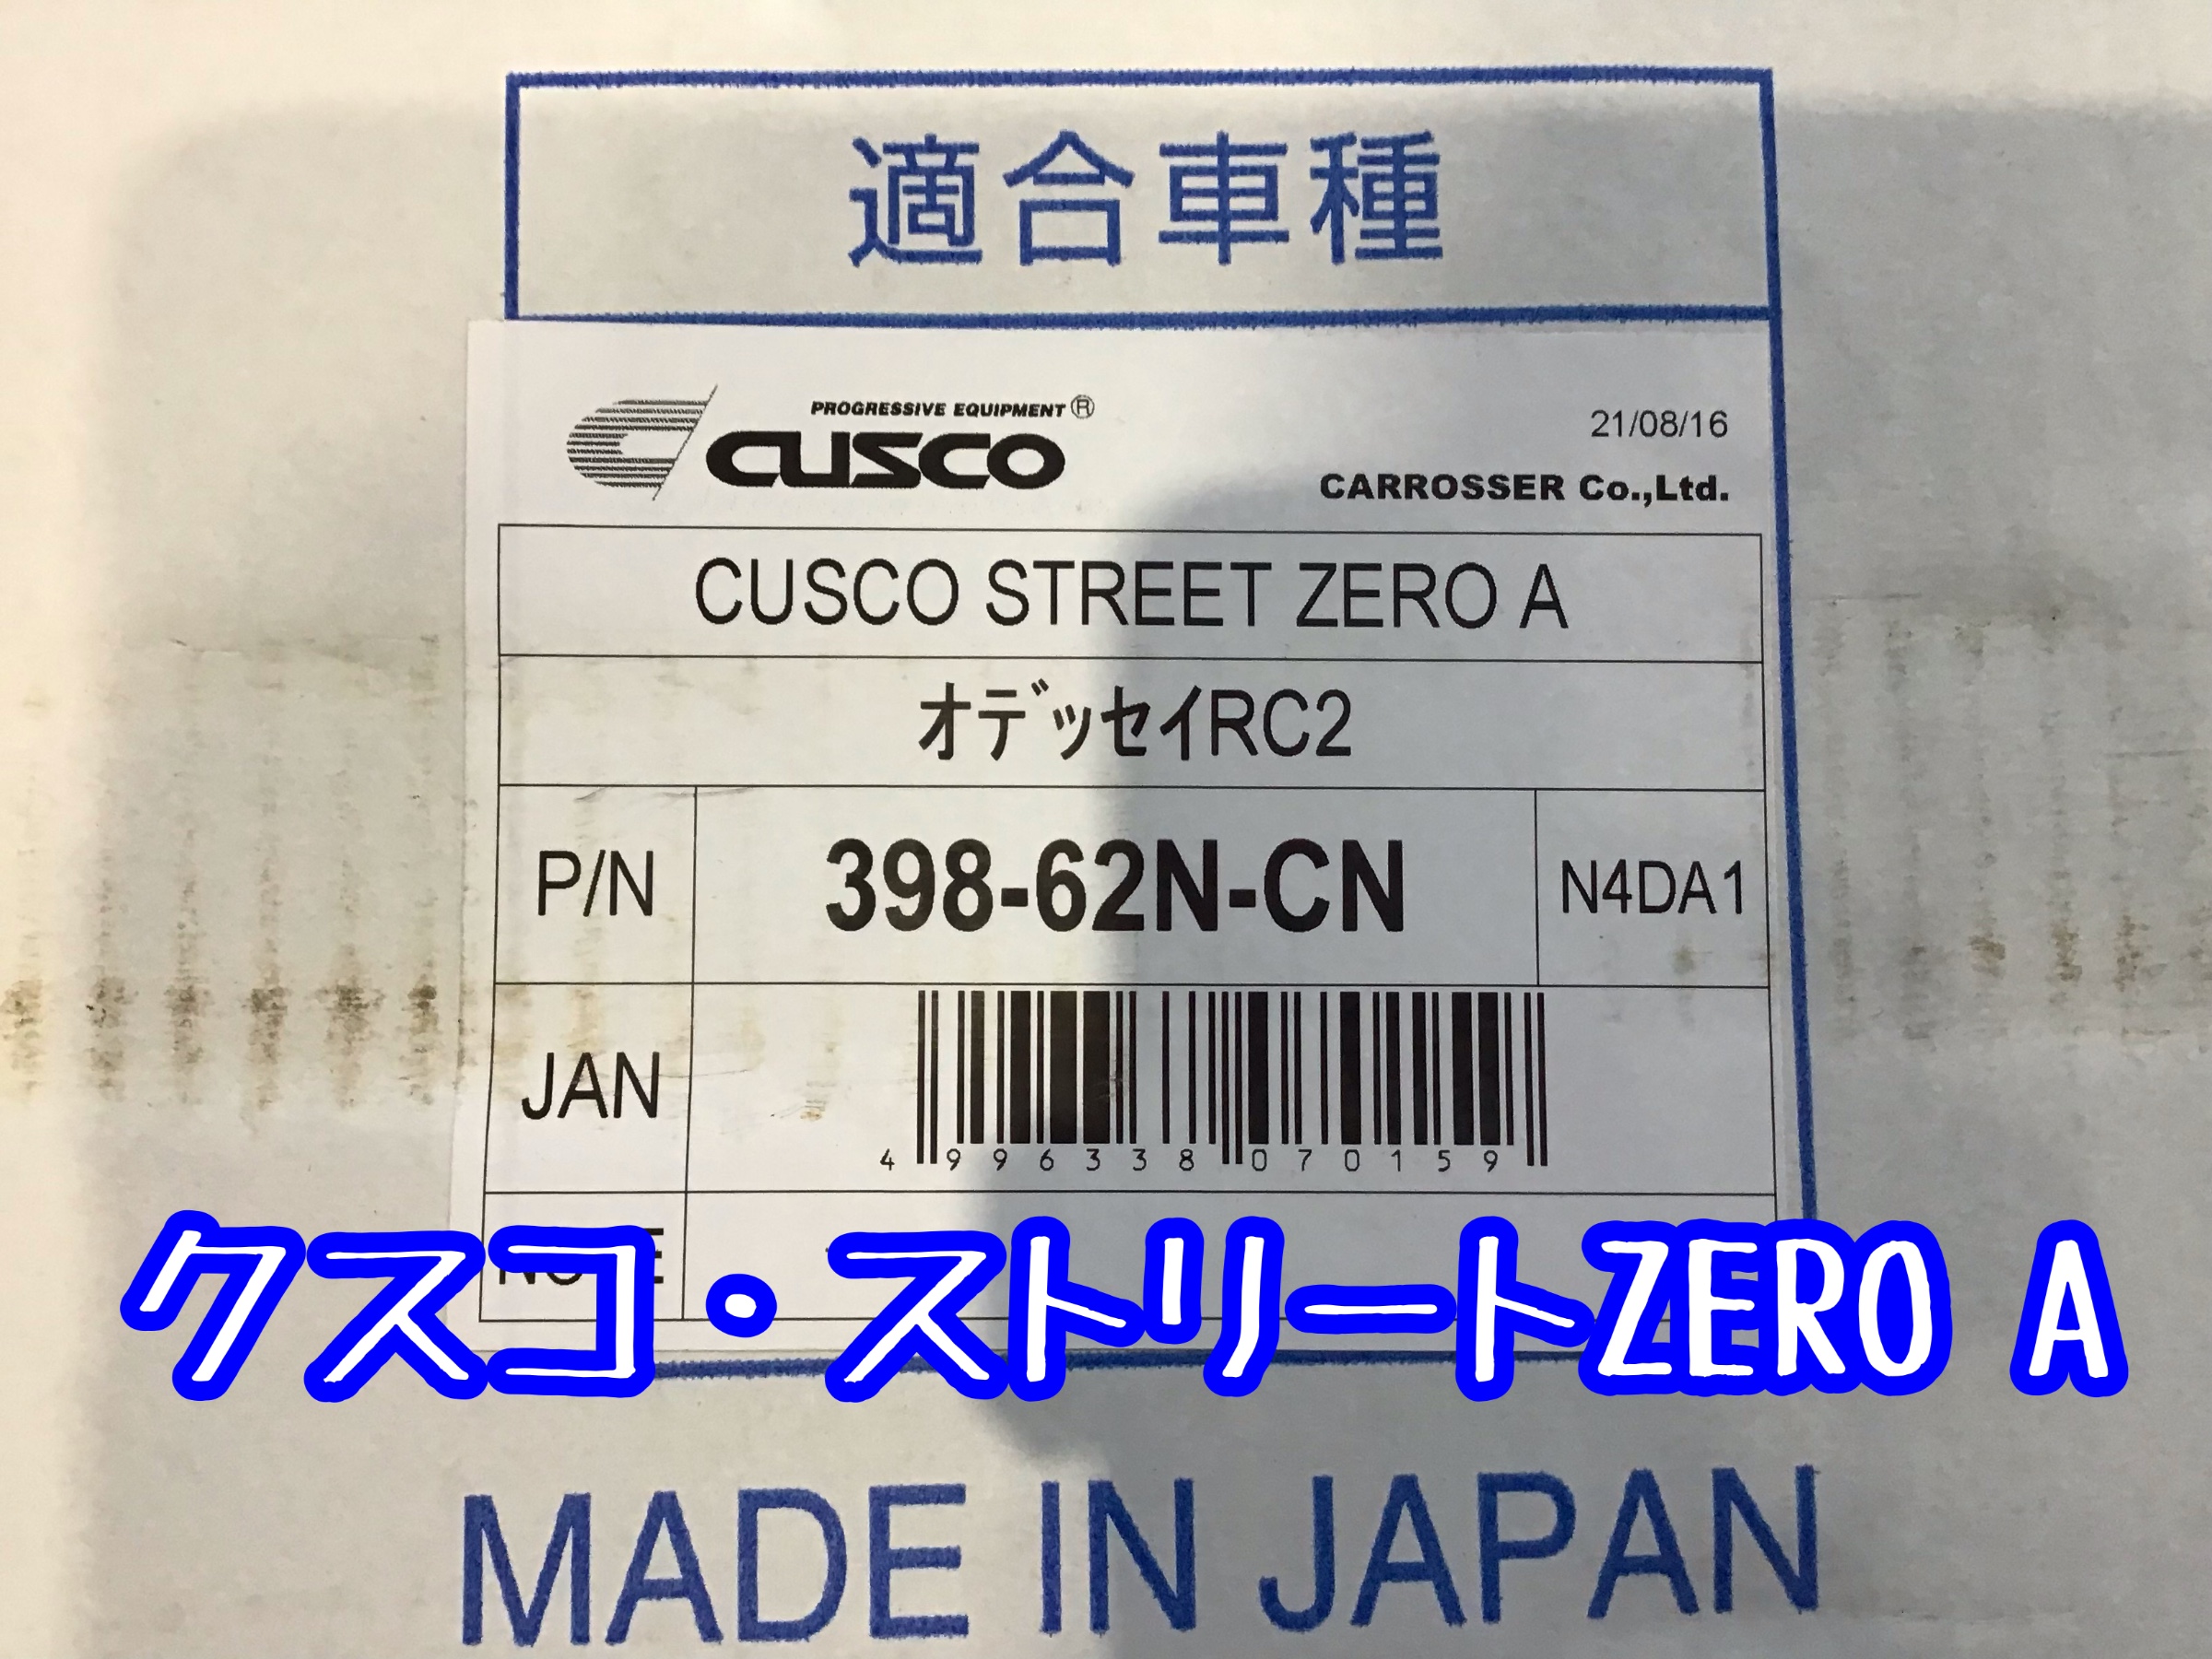 適合車種
PROGRESSIVE EQUIPMENT®
CUSCO
21/08/16
CARROSSER Co.,Ltd.
CUSCO STREET ZERO A
オデッセイRC2
P/N 398-62N-CN N4DA1
JAN
4 996338 070159
クスコ・ストリートZERO A
MADE IN JAPAN